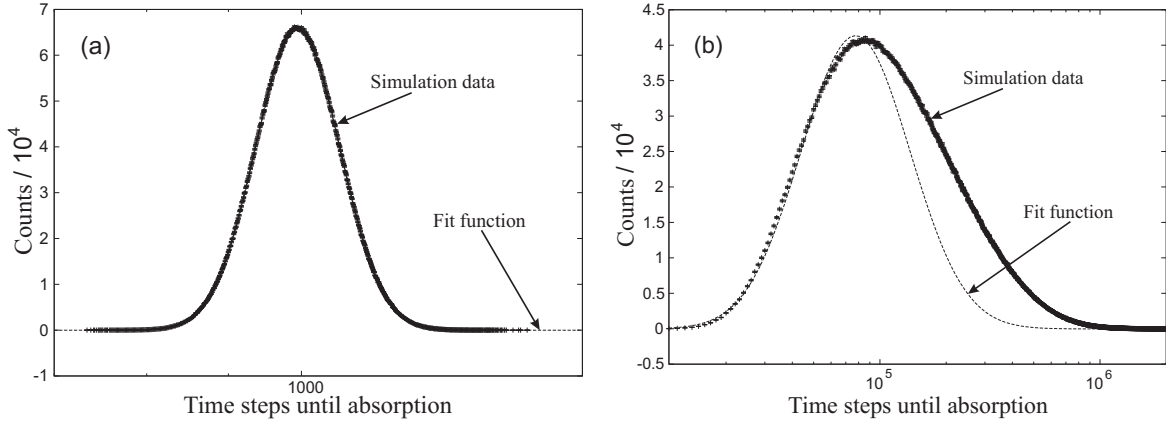 (a)
7
6
5
4
3
2
1
0
-1
Counts / 10^4
Simulation data
Fit function
1000
Time steps until absorption
(b)
4.5
4
3.5
3
2.5
2
1.5
1
0.5
0
-0.5
Counts / 10^4
Simulation data
Fit function
10^5
10^6
Time steps until absorption